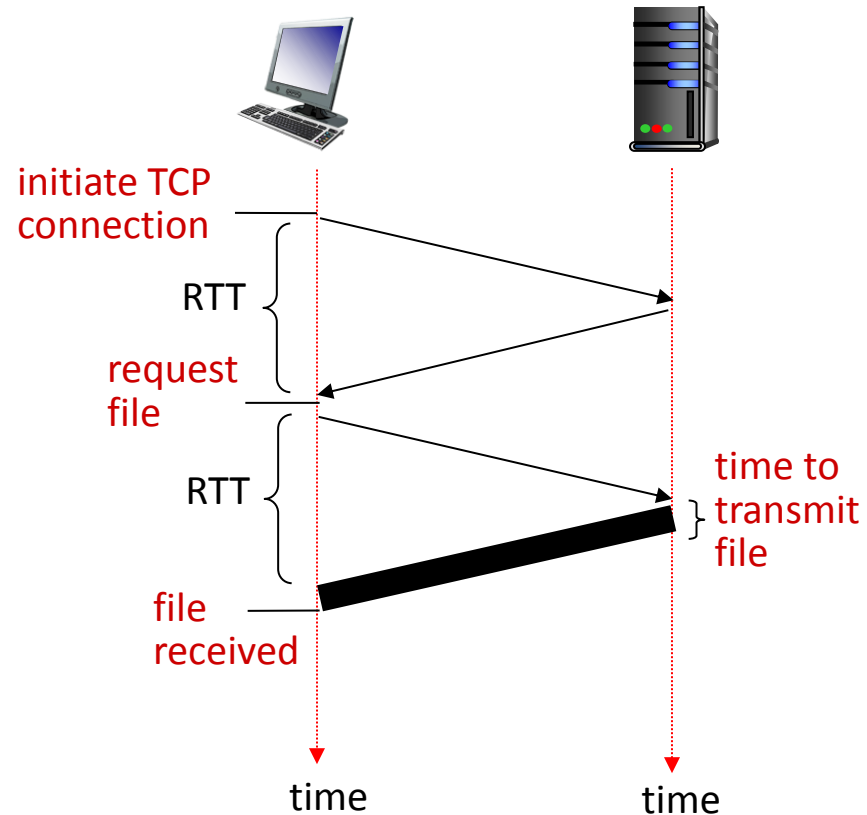 initiate TCP
connection
RTT
request
file
RTT
time to
transmit
file
file
received
time
time